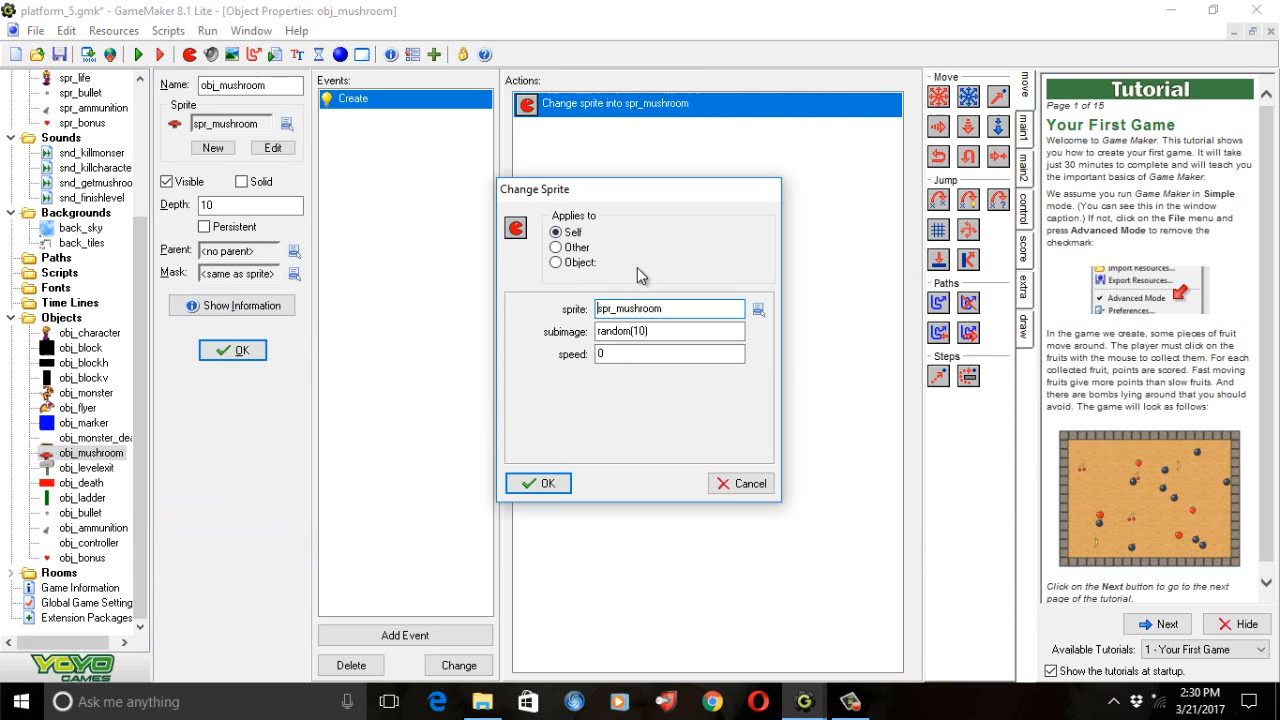 platform_5.gmk* - GameMaker 8.1 Lite - [Object Properties: obj_mushroom]
File Edit Resources Scripts Run Window Help
spr_life
spr_bullet
spr_ammunition
spr_bonus
Sounds
snd_killmonser
snd_killcharacte
snd_getmushroo
snd_finishlevel
Backgrounds
back_sky
back_tiles
Paths
Scripts
Fonts
Time Lines
Objects
obj_character
obj_block
obj_blockh
obj_blockv
obj_monster
obj_flyer
obj_marker
obj_monster_dea
obj_mushroom
obj_levelexit
obj_death
obj_ladder
obj_bullet
obj_ammunition
obj_controller
obj_bonus
Rooms
Game Information
Global Game Setting
Extension Packages
YOYO
GAMES
Name: obj_mushroom
Sprite
spr_mushroom
New Edit
Visible Solid
Depth: 10
Persistent
Parent: <no parent>
Mask: <same as sprite>
Show Information
OK
Events:
Create
Add Event
Delete Change
Actions:
Change sprite into spr_mushroom
Change Sprite
Applies to
Self
Other
Object:
sprite: spr_mushroom
subimage: random(10)
speed: 0
OK Cancel
Move
Jump
Paths
Steps
move
main1
main2
control
score
extra
draw
Tutorial
Page 1 of 15
Your First Game
Welcome to Game Maker. This tutorial
shows you how to create your first game. It will take
just 30 minutes to complete and will teach you
the important basics of Game Maker.
We assume you run Game Maker in Simple
mode. (You can see this in the window
caption.) If not, click on the File menu and
press Advanced Mode to remove the
checkmark:
Import Resources...
Export Resources...
Advanced Mode
Preferences...
In the game we create, some pieces of fruit
move around. The player must click on the
fruits with the mouse to collect them. For each
collected fruit, points are scored. Fast moving
fruits give more points than slow fruits. And
there are bombs lying around that you should
avoid. The game will look as follows:
Click on the Next button to go to the next
page of the tutorial.
Next Hide
Available Tutorials: 1 - Your First Game
Show the tutorials at startup.
Ask me anything
2:30 PM
3/21/2017